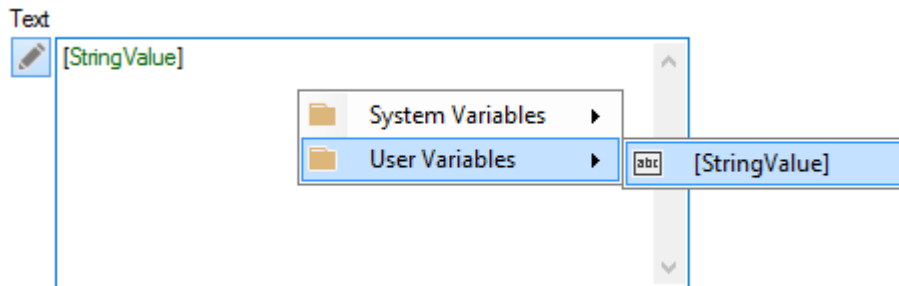 Text
[StringValue]
System Variables
User Variables
abc
[StringValue]